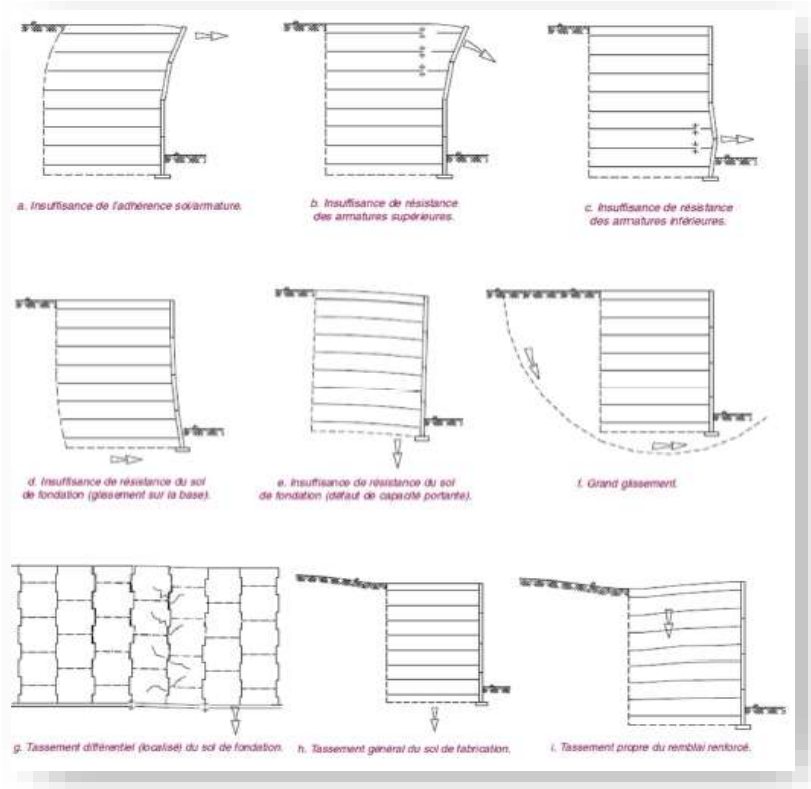 a. Insuffisance de l'adhérence sol/armature.
b. Insuffisance de résistance
des armatures supérieures.
c. Insuffisance de résistance
des armatures inférieures.
d. Insuffisance de résistance du sol
de fondation (glissement sur la base).
e. Insuffisance de résistance du sol
de fondation (défaut de capacité portante).
f. Grand glissement.
g. Tassement différentiel (localisé) du sol de fondation.
h. Tassement général du sol de fabrication.
i. Tassement propre du remblai renforcé.